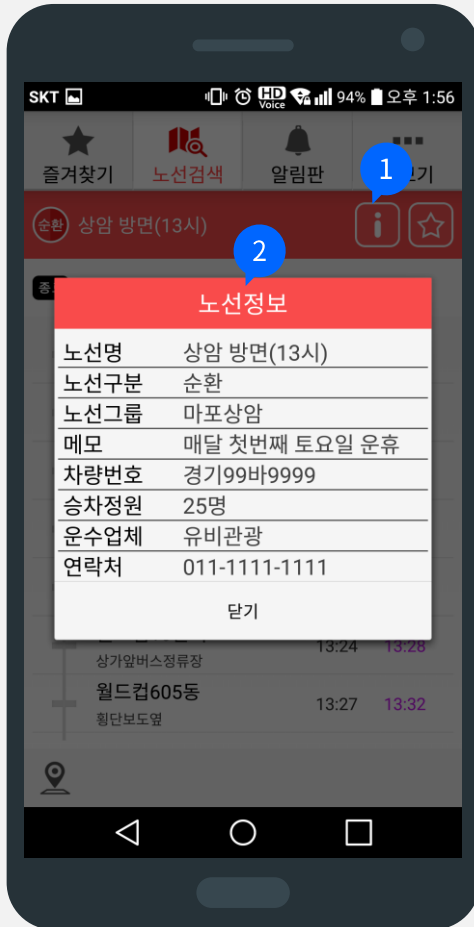 SKT HD Voice 94% 오후 1:56
즐겨찾기 노선검색 알림판 기
1
순환 상암 방면(13시)
2
노선정보
노선명 상암 방면(13시)
노선구분 순환
노선그룹 마포상암
메모 매달 첫번째 토요일 운휴
차량번호 경기99바9999
승차정원 25명
운수업체 유비관광
연락처 011-1111-1111
닫기
13:24 13:28
상가앞버스정류장
월드컵605동 13:27 13:32
횡단보도옆